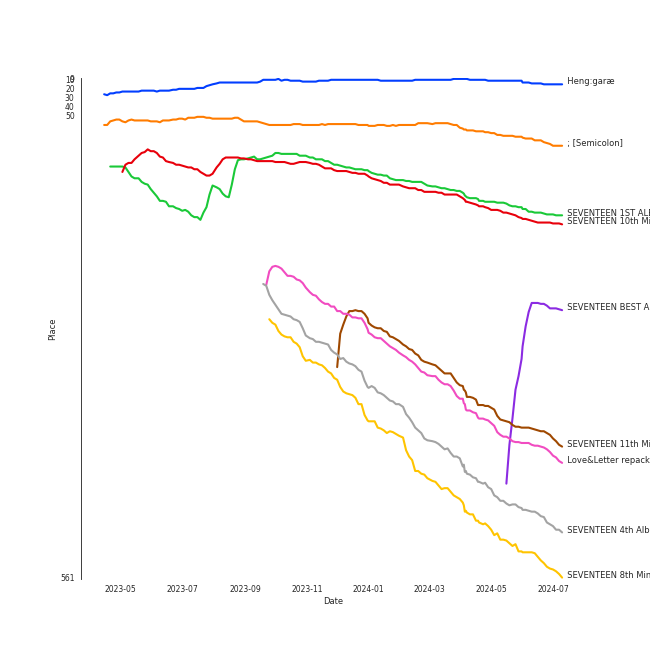 0
10
20
30
40
50
561
Place
Heng:garæ
; [Semicolon]
SEVENTEEN 1ST ALB
SEVENTEEN 10th Mi
SEVENTEEN BEST A
SEVENTEEN 11th Mi
Love&Letter repack
SEVENTEEN 4th Alb
SEVENTEEN 8th Min
2023-05 2023-07 2023-09 2023-11 2024-01 2024-03 2024-05 2024-07
Date